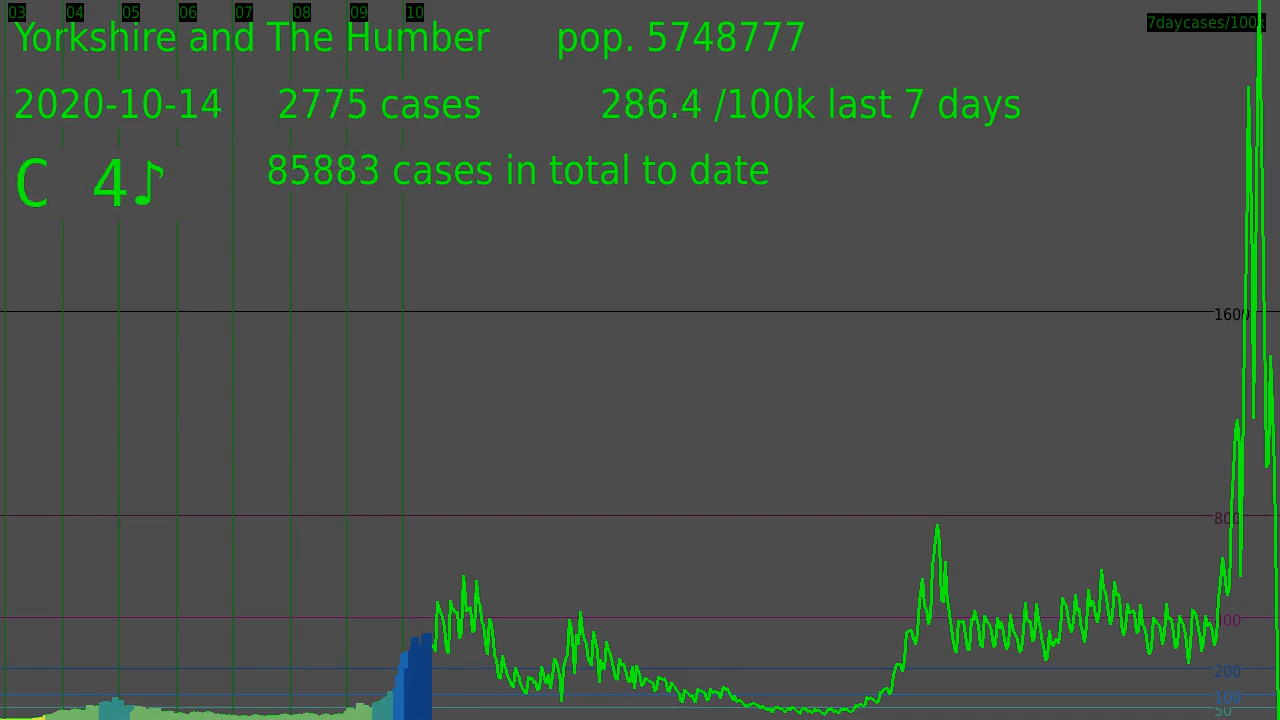 03 04 05 06 07 08 09 10
7daycases/100k
Yorkshire and The Humber pop. 5748777
2020-10-14 2775 cases 286.4 /100k last 7 days
C 4♪ 85883 cases in total to date
1600
800
400
200
100
50